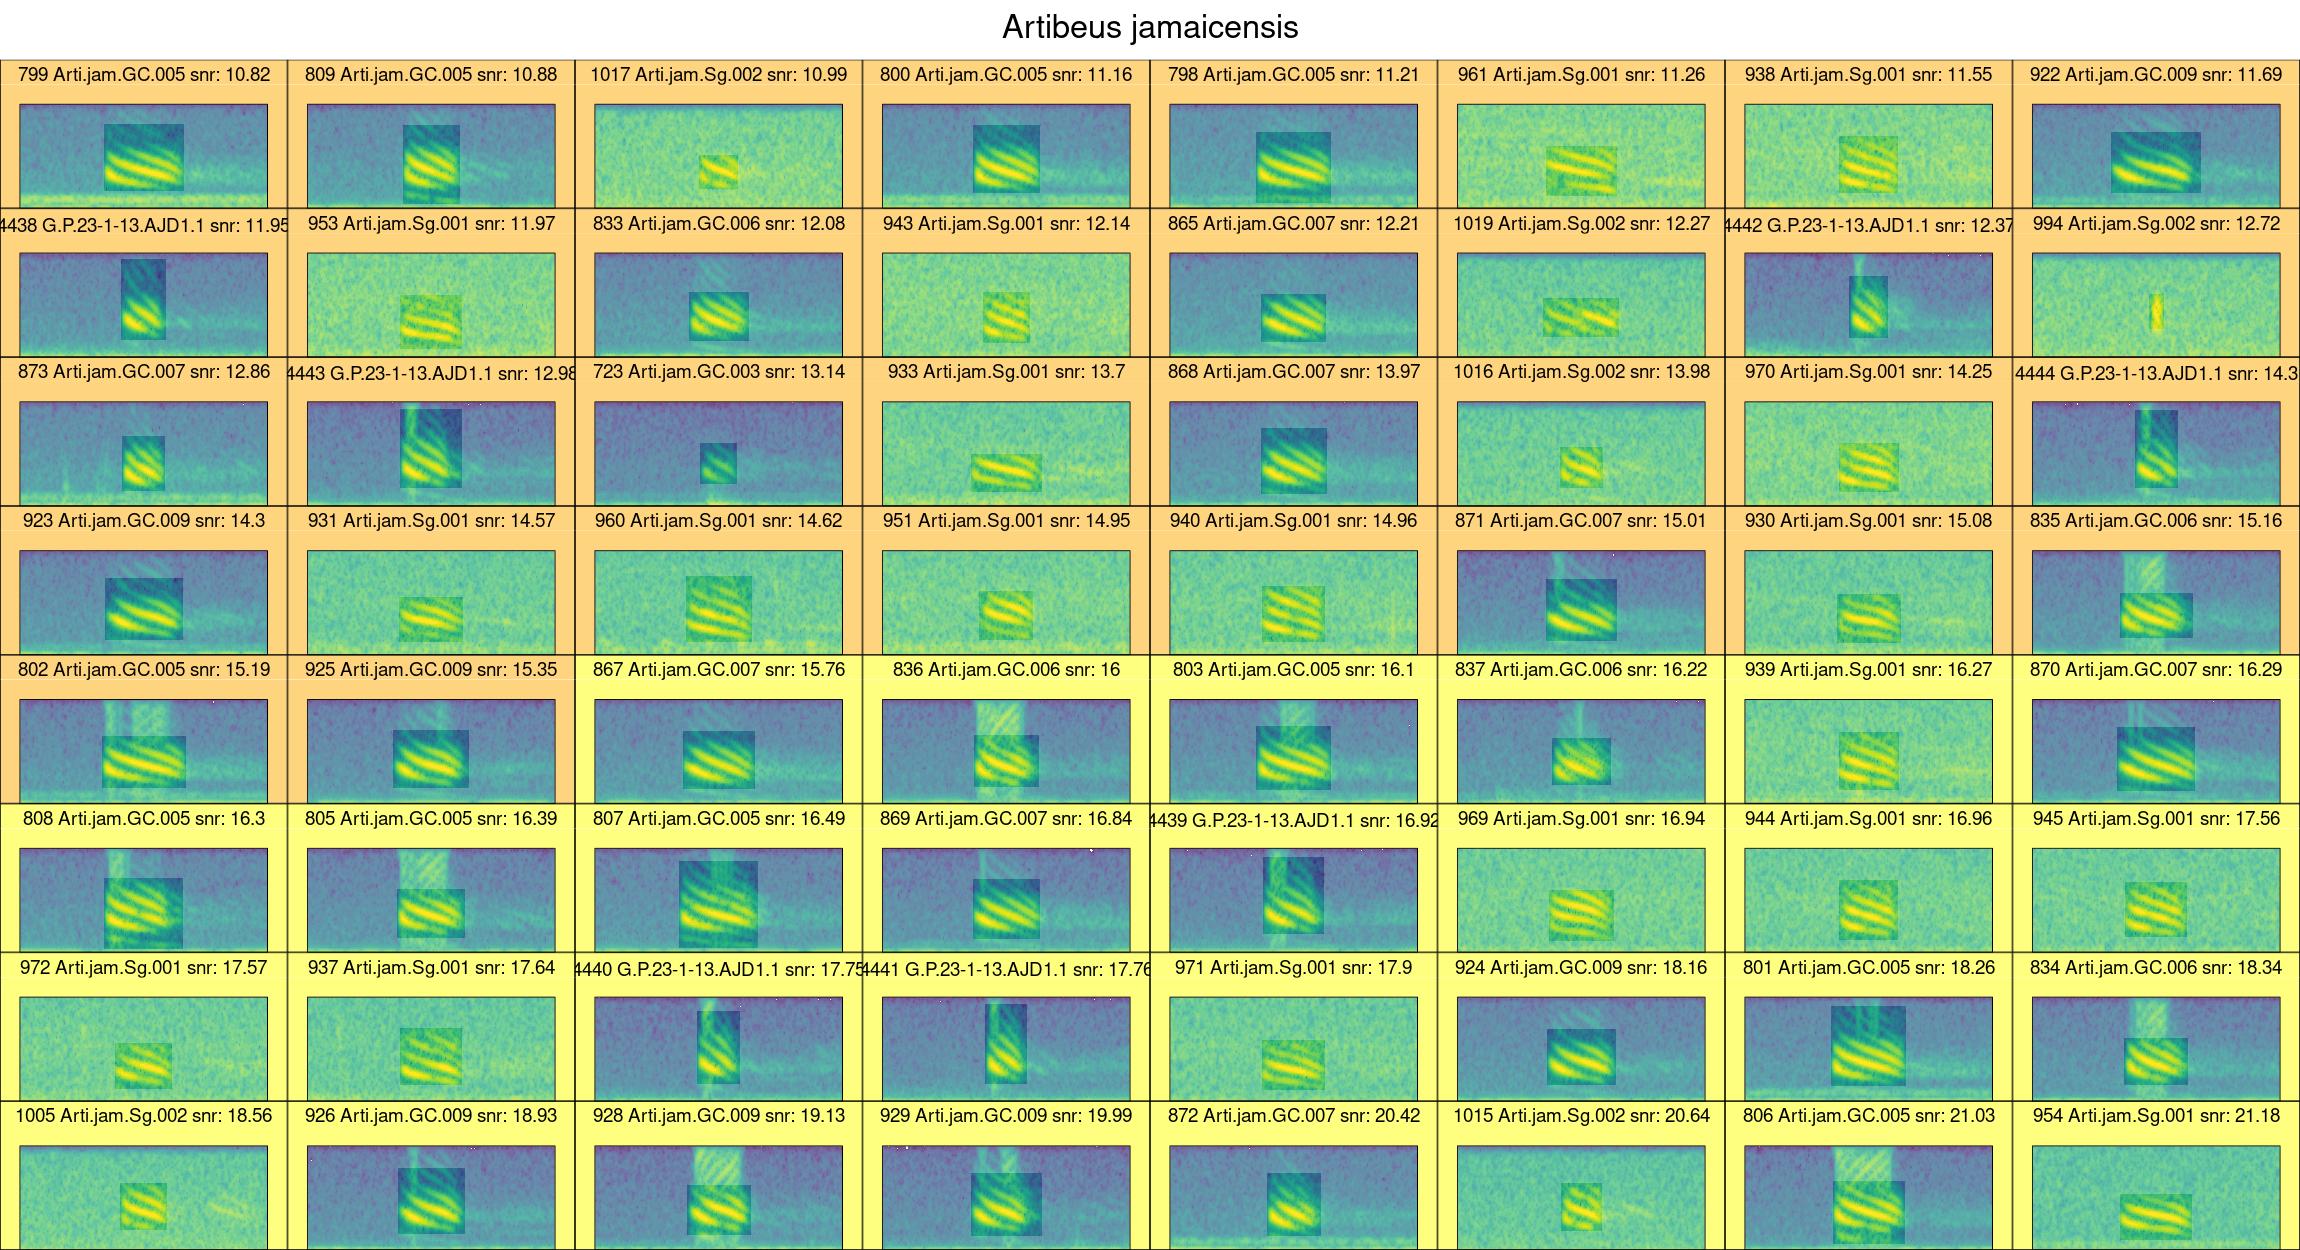 Artibeus jamaicensis
799 Arti.jam.GC.005 snr: 10.82
809 Arti.jam.GC.005 snr: 10.88
1017 Arti.jam.Sg.002 snr: 10.99
800 Arti.jam.GC.005 snr: 11.16
798 Arti.jam.GC.005 snr: 11.21
961 Arti.jam.Sg.001 snr: 11.26
938 Arti.jam.Sg.001 snr: 11.55
922 Arti.jam.GC.009 snr: 11.69
4438 G.P.23-1-13.AJD1.1 snr: 11.95
953 Arti.jam.Sg.001 snr: 11.97
833 Arti.jam.GC.006 snr: 12.08
943 Arti.jam.Sg.001 snr: 12.14
865 Arti.jam.GC.007 snr: 12.21
1019 Arti.jam.Sg.002 snr: 12.27
4442 G.P.23-1-13.AJD1.1 snr: 12.37
994 Arti.jam.Sg.002 snr: 12.72
873 Arti.jam.GC.007 snr: 12.86
4443 G.P.23-1-13.AJD1.1 snr: 12.98
723 Arti.jam.GC.003 snr: 13.14
933 Arti.jam.Sg.001 snr: 13.7
868 Arti.jam.GC.007 snr: 13.97
1016 Arti.jam.Sg.002 snr: 13.98
970 Arti.jam.Sg.001 snr: 14.25
4444 G.P.23-1-13.AJD1.1 snr: 14.3
923 Arti.jam.GC.009 snr: 14.3
931 Arti.jam.Sg.001 snr: 14.57
960 Arti.jam.Sg.001 snr: 14.62
951 Arti.jam.Sg.001 snr: 14.95
940 Arti.jam.Sg.001 snr: 14.96
871 Arti.jam.GC.007 snr: 15.01
930 Arti.jam.Sg.001 snr: 15.08
835 Arti.jam.GC.006 snr: 15.16
802 Arti.jam.GC.005 snr: 15.19
925 Arti.jam.GC.009 snr: 15.35
867 Arti.jam.GC.007 snr: 15.76
836 Arti.jam.GC.006 snr: 16
803 Arti.jam.GC.005 snr: 16.1
837 Arti.jam.GC.006 snr: 16.22
939 Arti.jam.Sg.001 snr: 16.27
870 Arti.jam.GC.007 snr: 16.29
808 Arti.jam.GC.005 snr: 16.3
805 Arti.jam.GC.005 snr: 16.39
807 Arti.jam.GC.005 snr: 16.49
869 Arti.jam.GC.007 snr: 16.84
4439 G.P.23-1-13.AJD1.1 snr: 16.92
969 Arti.jam.Sg.001 snr: 16.94
944 Arti.jam.Sg.001 snr: 16.96
945 Arti.jam.Sg.001 snr: 17.56
972 Arti.jam.Sg.001 snr: 17.57
937 Arti.jam.Sg.001 snr: 17.64
4440 G.P.23-1-13.AJD1.1 snr: 17.75
4441 G.P.23-1-13.AJD1.1 snr: 17.76
971 Arti.jam.Sg.001 snr: 17.9
924 Arti.jam.GC.009 snr: 18.16
801 Arti.jam.GC.005 snr: 18.26
834 Arti.jam.GC.006 snr: 18.34
1005 Arti.jam.Sg.002 snr: 18.56
926 Arti.jam.GC.009 snr: 18.93
928 Arti.jam.GC.009 snr: 19.13
929 Arti.jam.GC.009 snr: 19.99
872 Arti.jam.GC.007 snr: 20.42
1015 Arti.jam.Sg.002 snr: 20.64
806 Arti.jam.GC.005 snr: 21.03
954 Arti.jam.Sg.001 snr: 21.18